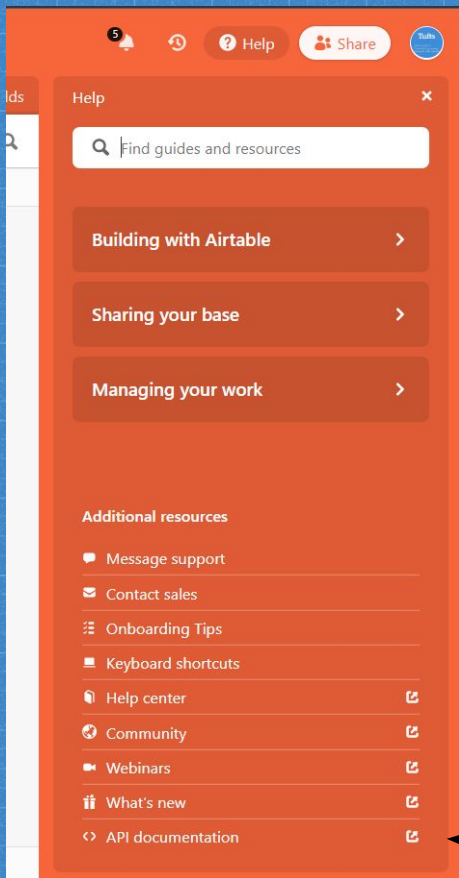 5
Help
Share
Tufts
lds
Help
Find guides and resources
Building with Airtable
Sharing your base
Managing your work
Additional resources
Message support
Contact sales
Onboarding Tips
Keyboard shortcuts
Help center
Community
Webinars
What's new
API documentation